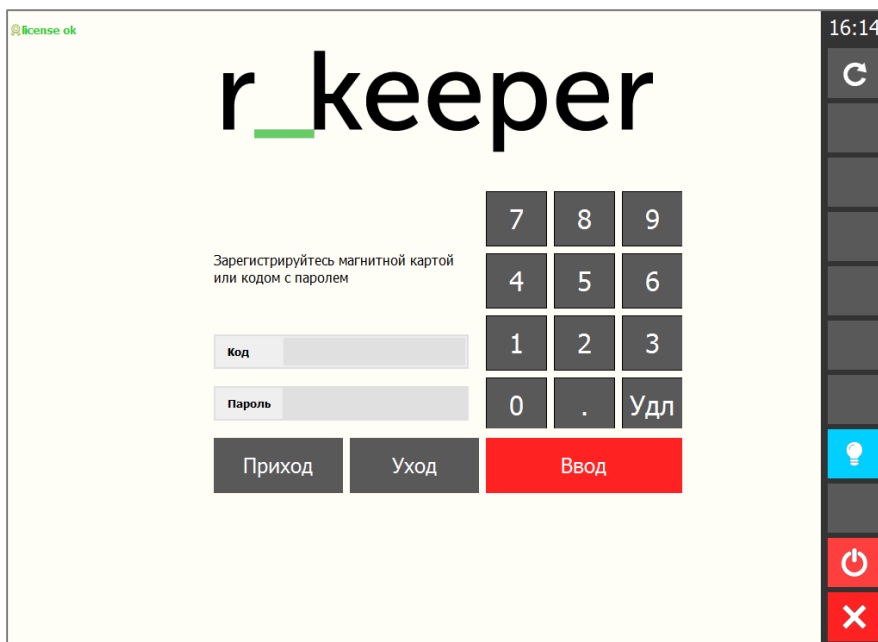 license ok
16:14
r_keeper
7 8 9
Зарегистрируйтесь магнитной картой
или кодом с паролем
4 5 6
Код
1 2 3
Пароль
0 . Удл
Приход Уход Ввод